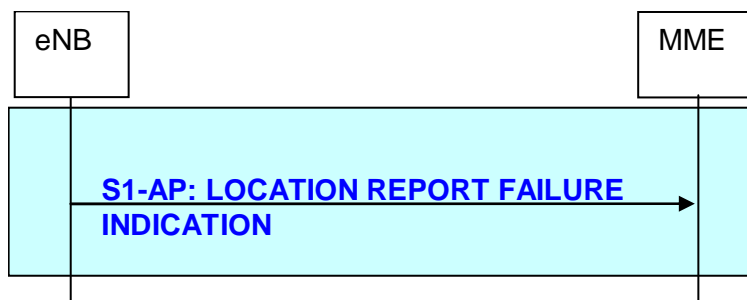 eNB
MME
S1-AP: LOCATION REPORT FAILURE
INDICATION